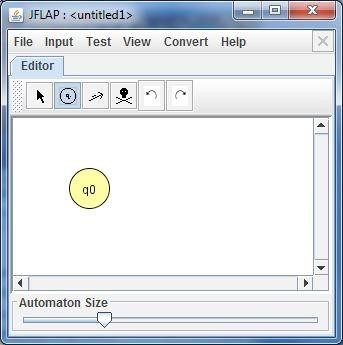 JFLAP : <untitled1>
File Input Test View Convert Help
Editor
q
q0
Automaton Size